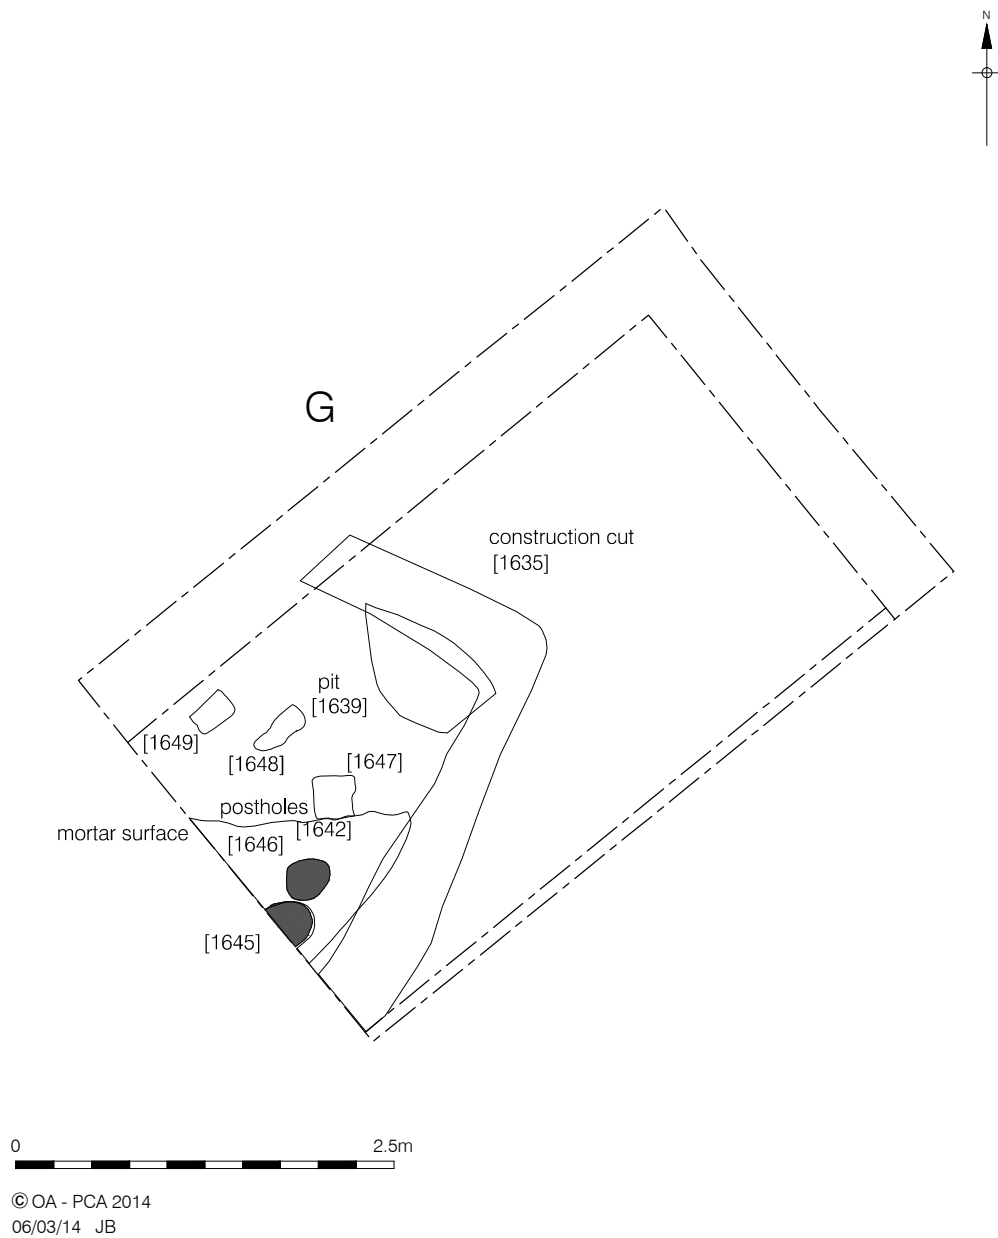 N
G
construction cut
[1635]
pit
[1639]
[1649]
[1648]
[1647]
postholes
[1642]
mortar surface
[1646]
[1645]
0 2.5m
© OA - PCA 2014
06/03/14 JB